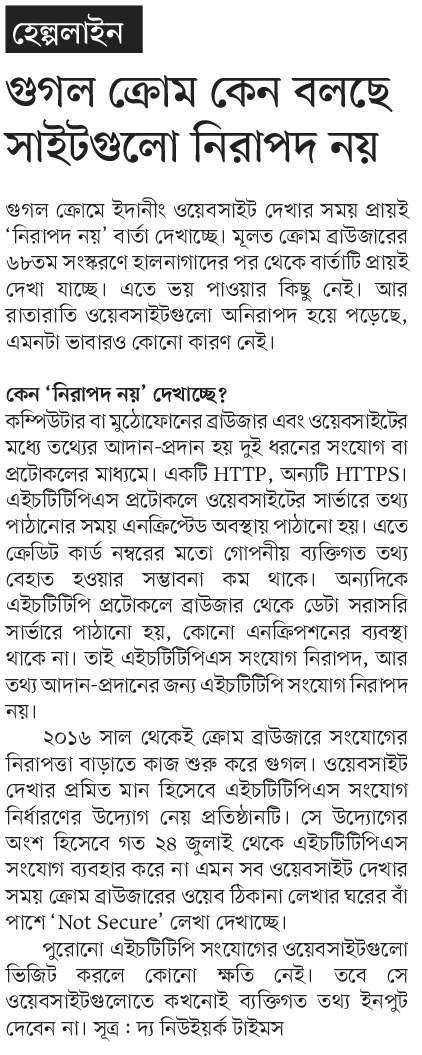 হেল্পলাইন
গুগল ক্রোম কেন বলছে
সাইটগুলো নিরাপদ নয়
গুগল ক্রোমে ইদানীং ওয়েবসাইট দেখার সময় প্রায়ই
‘নিরাপদ নয়’ বার্তা দেখাচ্ছে। মূলত ক্রোম ব্রাউজারের
৬৮তম সংস্করণে হালনাগাদের পর থেকে বার্তাটি প্রায়ই
দেখা যাচ্ছে। এতে ভয় পাওয়ার কিছু নেই। আর
রাতারাতি ওয়েবসাইটগুলো অনিরাপদ হয়ে পড়েছে,
এমনটা ভাবারও কোনো কারণ নেই।
কেন ‘নিরাপদ নয়’ দেখাচ্ছে?
কম্পিউটার বা মুঠোফোনের ব্রাউজার এবং ওয়েবসাইটের
মধ্যে তথ্যের আদান-প্রদান হয় দুই ধরনের সংযোগ বা
প্রটোকলের মাধ্যমে। একটি HTTP, অন্যটি HTTPS।
এইচটিটিপিএস প্রটোকলে ওয়েবসাইটের সার্ভারে তথ্য
পাঠানোর সময় এনক্রিপ্টেড অবস্থায় পাঠানো হয়। এতে
ক্রেডিট কার্ড নম্বরের মতো গোপনীয় ব্যক্তিগত তথ্য
বেহাত হওয়ার সম্ভাবনা কম থাকে। অন্যদিকে
এইচটিটিপি প্রটোকলে ব্রাউজার থেকে ডেটা সরাসরি
সার্ভারে পাঠানো হয়, কোনো এনক্রিপশনের ব্যবস্থা
থাকে না। তাই এইচটিটিপিএস সংযোগ নিরাপদ, আর
তথ্য আদান-প্রদানের জন্য এইচটিটিপি সংযোগ নিরাপদ
নয়।
২০১৬ সাল থেকেই ক্রোম ব্রাউজারে সংযোগের
নিরাপত্তা বাড়াতে কাজ শুরু করে গুগল। ওয়েবসাইট
দেখার প্রমিত মান হিসেবে এইচটিটিপিএস সংযোগ
নির্ধারণের উদ্যোগ নেয় প্রতিষ্ঠানটি। সে উদ্যোগের
অংশ হিসেবে গত ২৪ জুলাই থেকে এইচটিটিপিএস
সংযোগ ব্যবহার করে না এমন সব ওয়েবসাইট দেখার
সময় ক্রোম ব্রাউজারের ওয়েব ঠিকানা লেখার ঘরের বাঁ
পাশে ‘Not Secure’ লেখা দেখাচ্ছে।
পুরোনো এইচটিটিপি সংযোগের ওয়েবসাইটগুলো
ভিজিট করলে কোনো ক্ষতি নেই। তবে সে
ওয়েবসাইটগুলোতে কখনোই ব্যক্তিগত তথ্য ইনপুট
দেবেন না। সূত্র : দ্য নিউইয়র্ক টাইমস